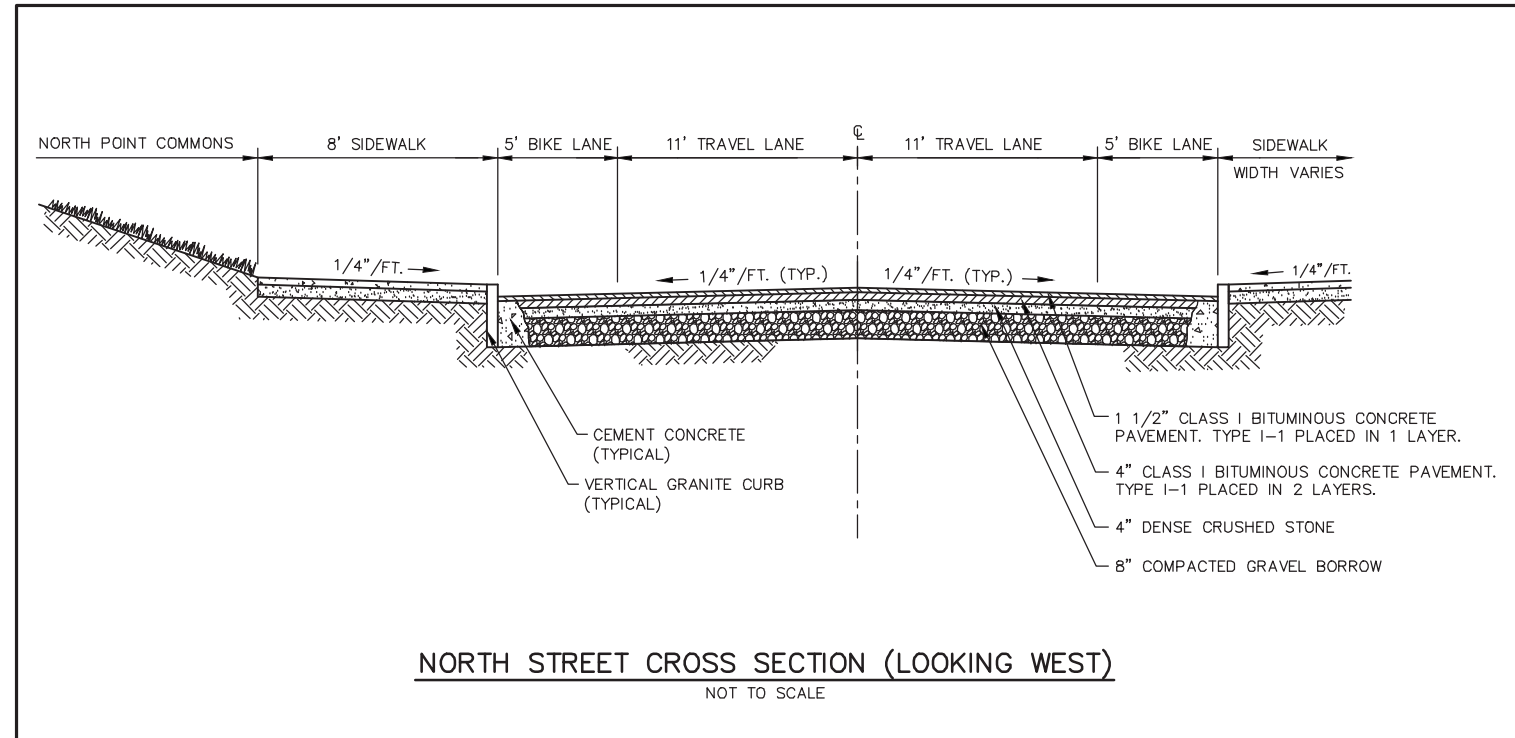 ℄
NORTH POINT COMMONS
8' SIDEWALK
5' BIKE LANE
11' TRAVEL LANE
11' TRAVEL LANE
5' BIKE LANE
SIDEWALK
WIDTH VARIES
1/4"/FT.
1/4"/FT. (TYP.)
1/4"/FT. (TYP.)
1/4"/FT.
CEMENT CONCRETE
(TYPICAL)
VERTICAL GRANITE CURB
(TYPICAL)
1 1/2" CLASS I BITUMINOUS CONCRETE
PAVEMENT. TYPE I-1 PLACED IN 1 LAYER.
4" CLASS I BITUMINOUS CONCRETE PAVEMENT.
TYPE I-1 PLACED IN 2 LAYERS.
4" DENSE CRUSHED STONE
8" COMPACTED GRAVEL BORROW
NORTH STREET CROSS SECTION (LOOKING WEST)
NOT TO SCALE